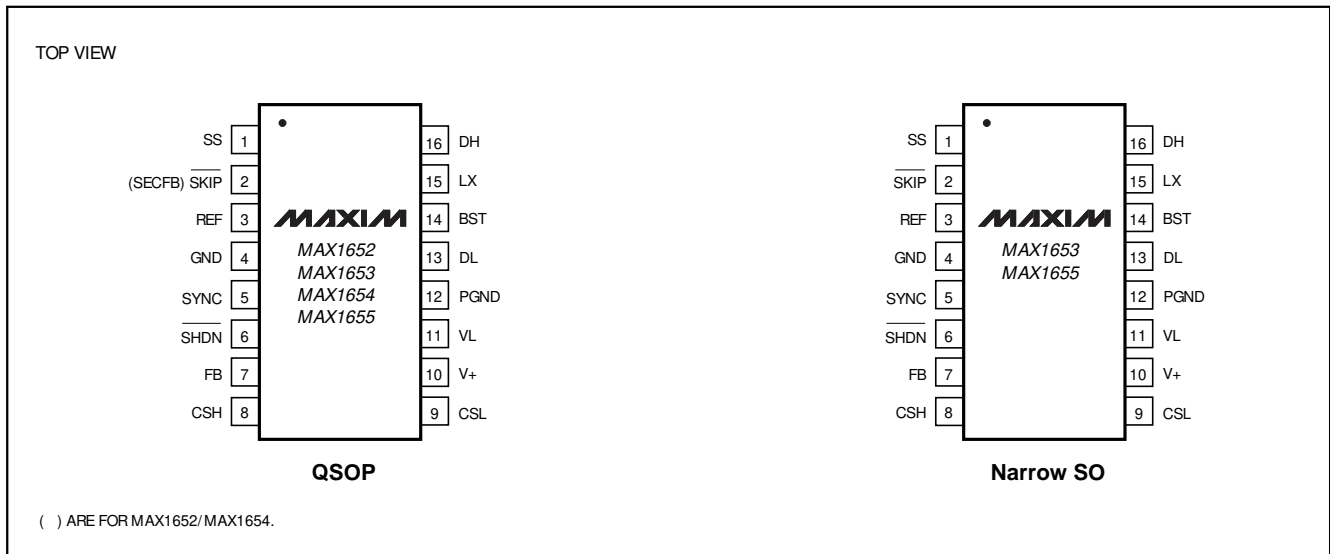 TOP VIEW
SS 1
(SECFB) SKIP 2
REF 3
GND 4
SYNC 5
SHDN 6
FB 7
CSH 8
MAXIM
MAX1652
MAX1653
MAX1654
MAX1655
16 DH
15 LX
14 BST
13 DL
12 PGND
11 VL
10 V+
9 CSL
QSOP
SS 1
SKIP 2
REF 3
GND 4
SYNC 5
SHDN 6
FB 7
CSH 8
MAXIM
MAX1653
MAX1655
16 DH
15 LX
14 BST
13 DL
12 PGND
11 VL
10 V+
9 CSL
Narrow SO
( ) ARE FOR MAX1652/MAX1654.